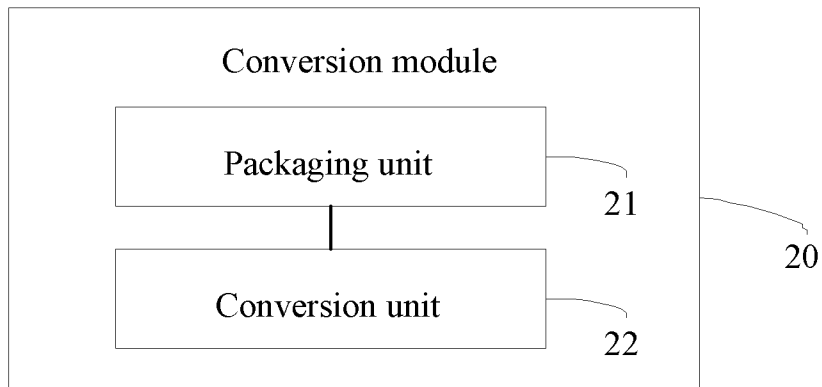 Conversion module
Packaging unit
21
20
Conversion unit
22